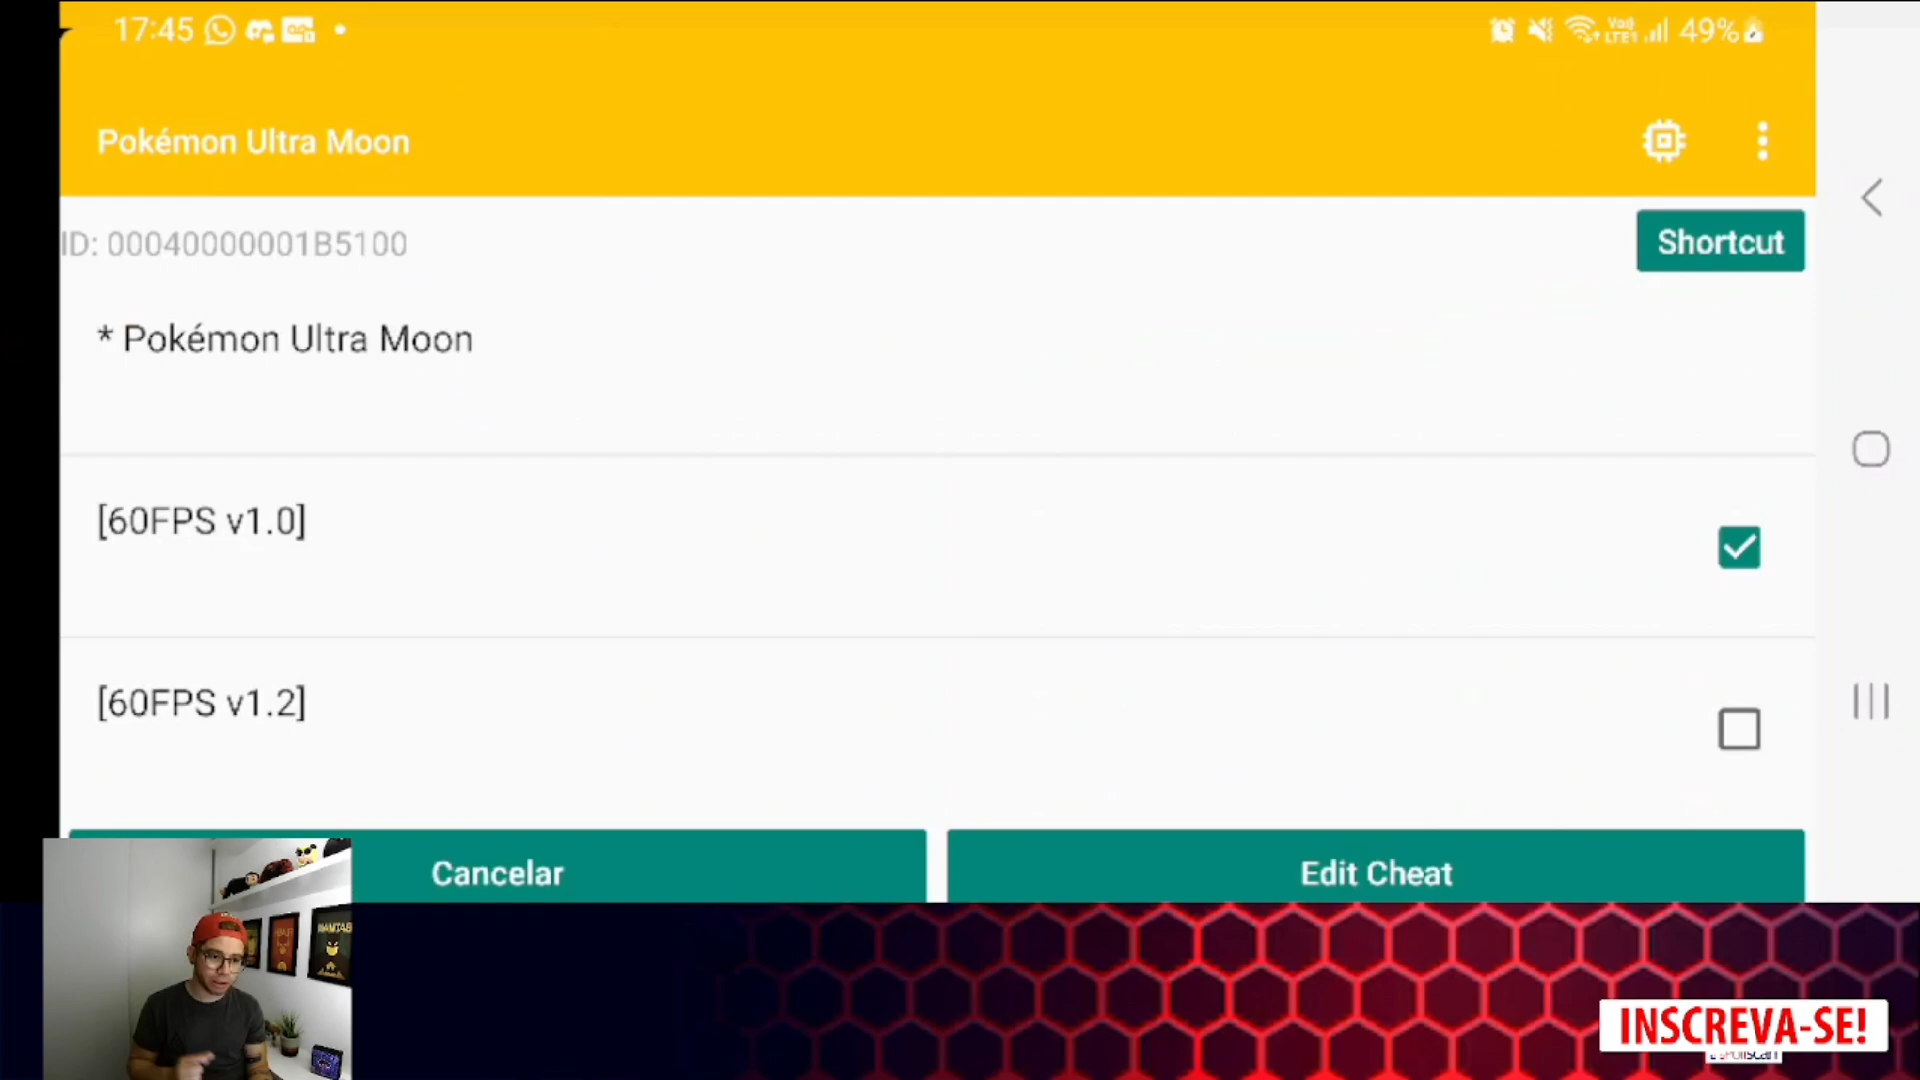 17:45
49%
Pokémon Ultra Moon
ID: 00040000001B5100
Shortcut
* Pokémon Ultra Moon
[60FPS v1.0]
[60FPS v1.2]
Cancelar
Edit Cheat
INSCREVA-SE!